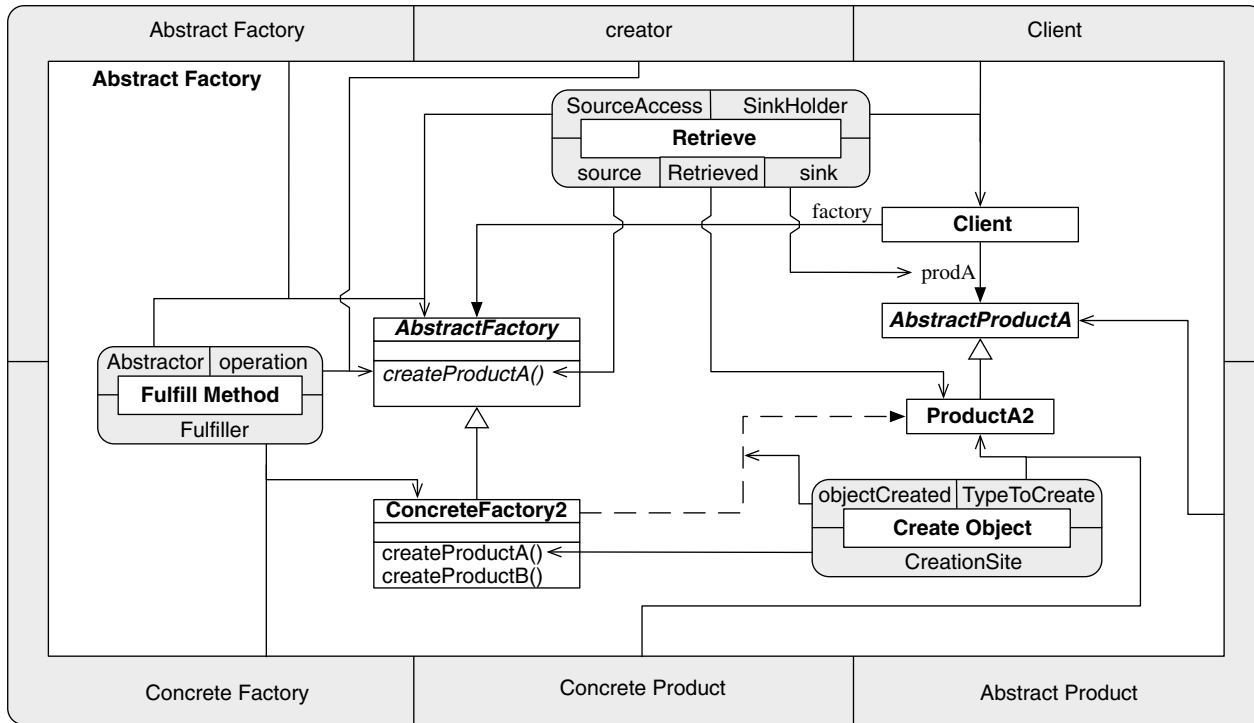 Abstract Factory
creator
Client
Abstract Factory
SourceAccess
SinkHolder
Retrieve
source
Retrieved
sink
factory
Client
prodA
AbstractFactory
AbstractProductA
Abstractor
operation
createProductA()
Fulfill Method
Fulfiller
ProductA2
objectCreated
TypeToCreate
ConcreteFactory2
Create Object
createProductA()
CreationSite
createProductB()
Concrete Factory
Concrete Product
Abstract Product